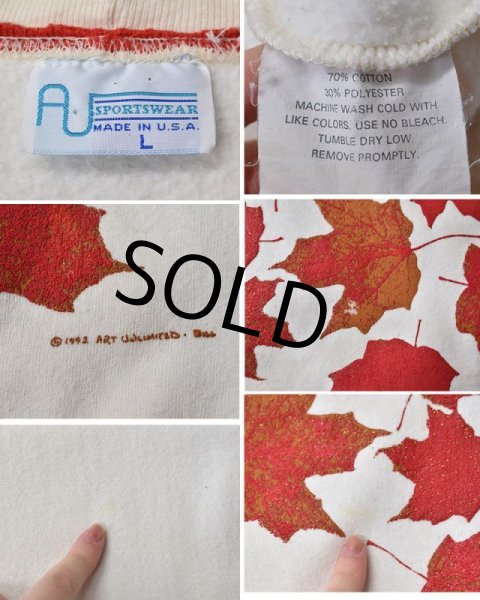 AU
SPORTSWEAR
MADE IN U.S.A.
L
70% COTTON
30% POLYESTER
MACHINE WASH COLD WITH
LIKE COLORS. USE NO BLEACH.
TUMBLE DRY LOW.
REMOVE PROMPTLY.
SOLD
© 1992 ART UNLIMITED ·